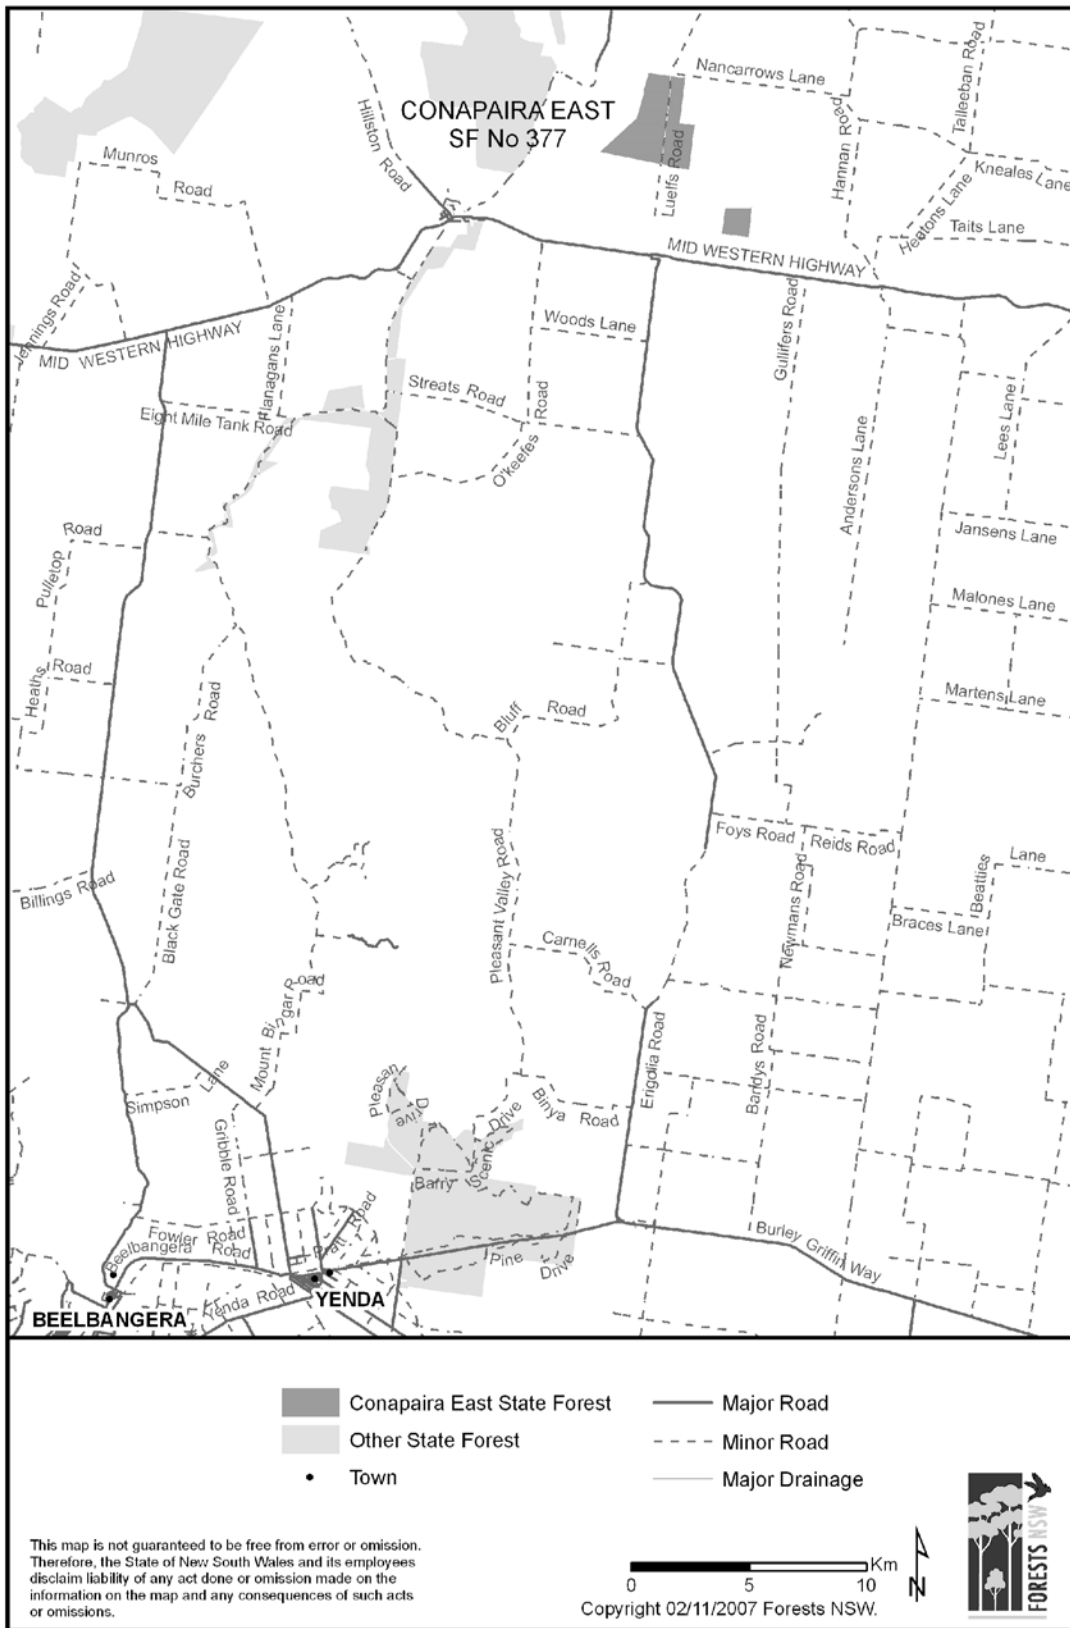 CONAPAIRA EAST
SF No 377
Nancarrows Lane
Talleeban Road
Hillston Road
Luelfs Road
Hannan Road
Kneales Lane
Heatons Lane
Taits Lane
Munros
Road
MID WESTERN HIGHWAY
Jennings Road
MID WESTERN HIGHWAY
Flanagans Lane
Woods Lane
Gullifers Road
Streats Road
Road
O'keefes
Eight Mile Tank Road
Andersons Lane
Lees Lane
Jansens Lane
Road
Pulletop
Malones Lane
Road
Heaths
Martens Lane
Burchers Road
Bluff
Road
Foys Road
Reids Road
Lane
Beatties
Braces Lane
Billings Road
Black Gate Road
Pleasant Valley Road
Newmans Road
Carnells Road
Mount Bingar Road
Erigolia Road
Bandys Road
Simpson Lane
Pleasan
Drive
Binya Road
Scenic Drive
Barry
Gribble Road
Fowler Road
Beelbangera Road
Pratt Road
Pine Drive
Burley Griffin Way
Yenda Road
YENDA
BEELBANGERA
Conapaira East State Forest
Other State Forest
Town
Major Road
Minor Road
Major Drainage
This map is not guaranteed to be free from error or omission.
Therefore, the State of New South Wales and its employees
disclaim liability of any act done or omission made on the
information on the map and any consequences of such acts
or omissions.
Km
0 5 10
Copyright 02/11/2007 Forests NSW.
N
FORESTS NSW